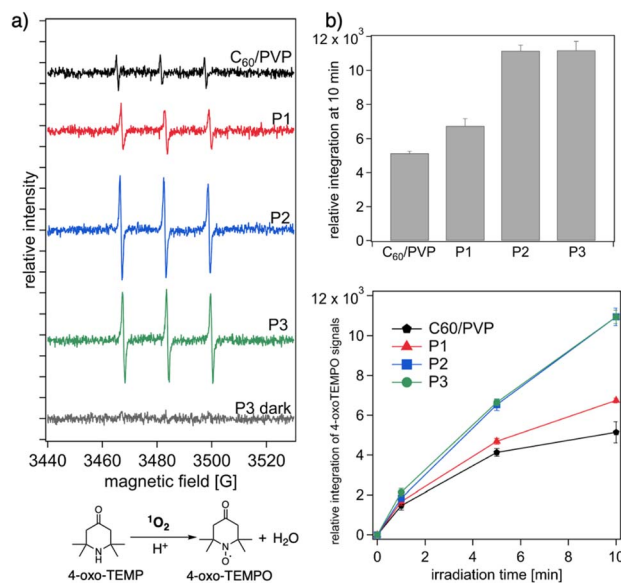 a)
C60/PVP
P1
P2
P3
P3 dark
relative intensity
3440 3460 3480 3500 3520
magnetic field [G]
O
N
H
4-oxo-TEMP
¹O₂
H⁺
O
N
O·
4-oxo-TEMPO
+ H₂O
b)
12 x 10³
10
8
6
4
2
0
relative integration at 10 min
C₆₀/PVP P1 P2 P3
12 x 10³
10
8
6
4
2
0
relative integration of 4-oxoTEMPO signals
C60/PVP
P1
P2
P3
0 2 4 6 8 10
irradiation time [min]